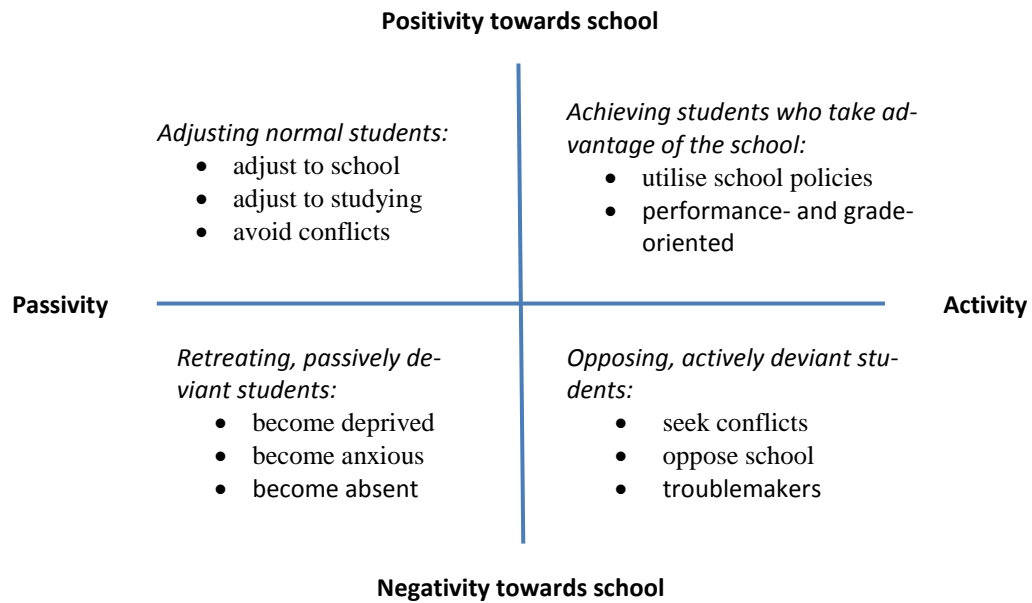 Positivity towards school
Adjusting normal students:
• adjust to school
• adjust to studying
• avoid conflicts
Achieving students who take ad-
vantage of the school:
• utilise school policies
• performance- and grade-
oriented
Passivity
Activity
Retreating, passively de-
viant students:
• become deprived
• become anxious
• become absent
Opposing, actively deviant stu-
dents:
• seek conflicts
• oppose school
• troublemakers
Negativity towards school